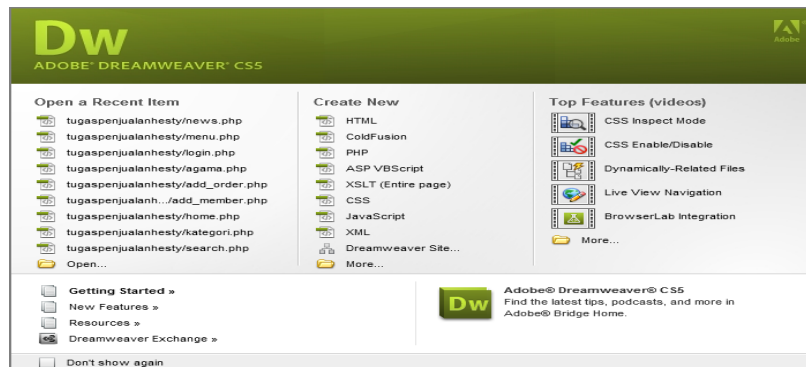 Dw
ADOBE® DREAMWEAVER® CS5
Adobe
Open a Recent Item
tugaspenjualanhesty/news.php
tugaspenjualanhesty/menu.php
tugaspenjualanhesty/login.php
tugaspenjualanhesty/agama.php
tugaspenjualanhesty/add_order.php
tugaspenjualanh.../add_member.php
tugaspenjualanhesty/home.php
tugaspenjualanhesty/kategori.php
tugaspenjualanhesty/search.php
Open...
Create New
HTML
ColdFusion
PHP
ASP VBScript
XSLT (Entire page)
CSS
JavaScript
XML
Dreamweaver Site...
More...
Top Features (videos)
CSS Inspect Mode
CSS Enable/Disable
Dynamically-Related Files
Live View Navigation
BrowserLab Integration
More...
Getting Started »
New Features »
Resources »
Dreamweaver Exchange »
Dw
Adobe® Dreamweaver® CS5
Find the latest tips, podcasts, and more in
Adobe® Bridge Home.
Don't show again